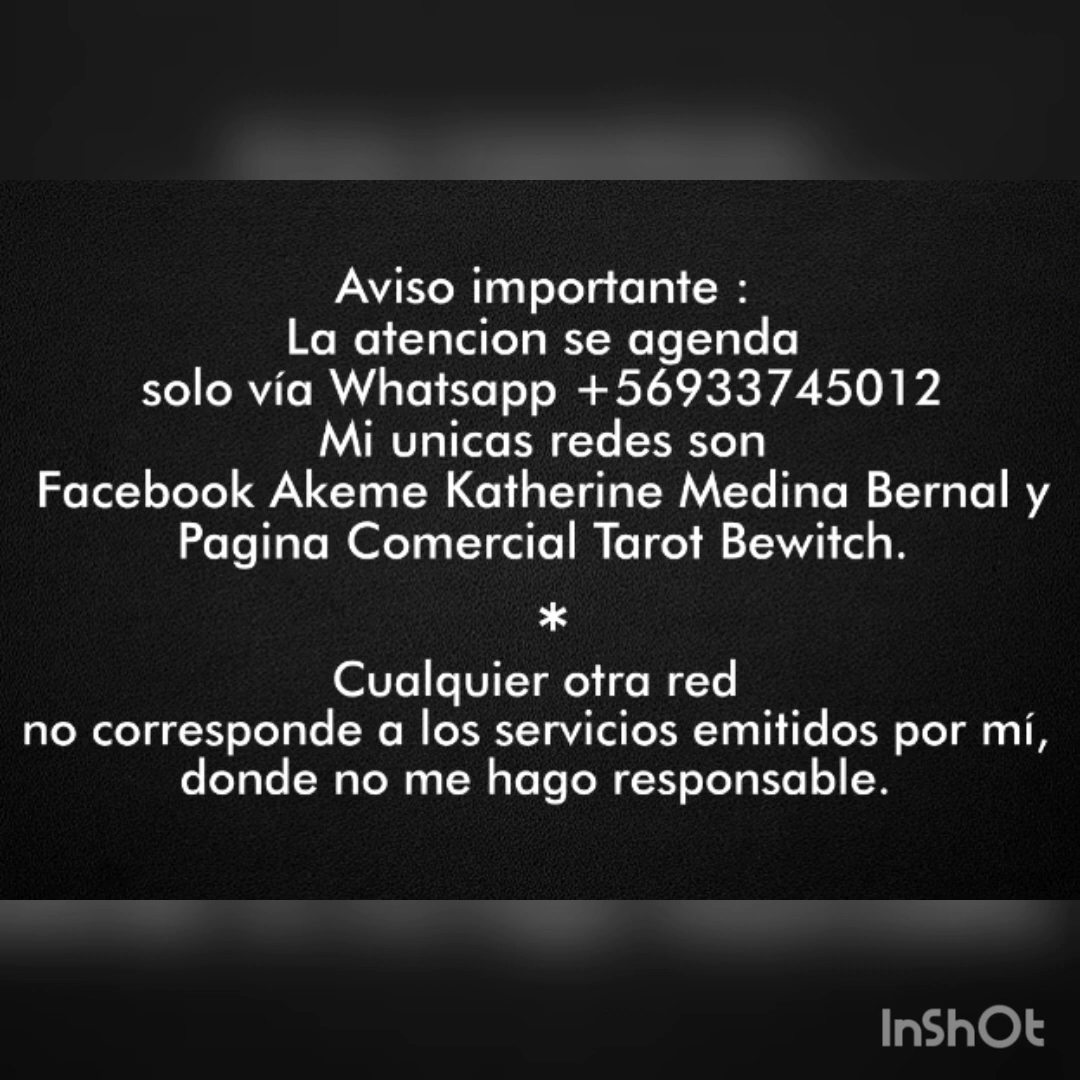 Aviso importante :
La atencion se agenda
solo vía Whatsapp +56933745012
Mi unicas redes son
Facebook Akeme Katherine Medina Bernal y
Pagina Comercial Tarot Bewitch.
*
Cualquier otra red
no corresponde a los servicios emitidos por mí,
donde no me hago responsable.
InShOt